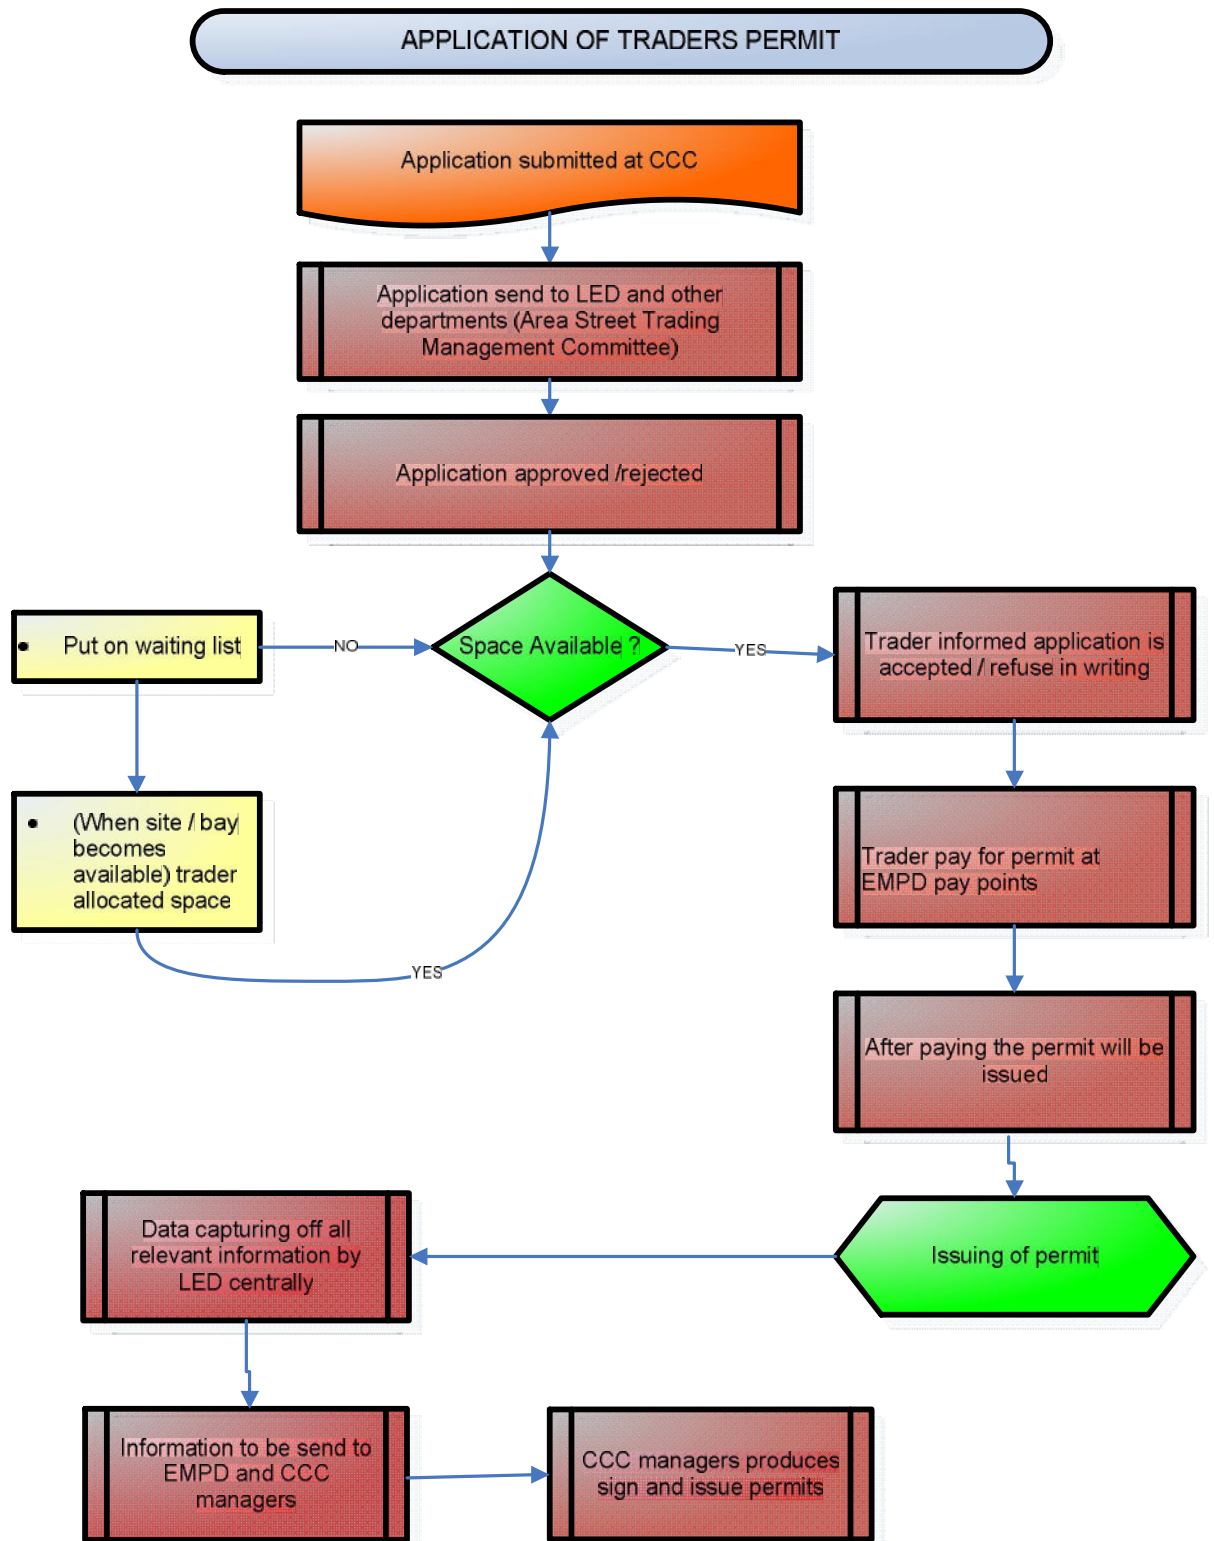 APPLICATION OF TRADERS PERMIT
Application submitted at CCC
Application send to LED and other
departments (Area Street Trading
Management Committee)
Application approved /rejected
• Put on waiting list
NO
Space Available ?
YES
Trader informed application is
accepted / refuse in writing
• (When site / bay
becomes
available) trader
allocated space
YES
Trader pay for permit at
EMPD pay points
After paying the permit will be
issued
Issuing of permit
Data capturing off all
relevant information by
LED centrally
Information to be send to
EMPD and CCC
managers
CCC managers produces
sign and issue permits